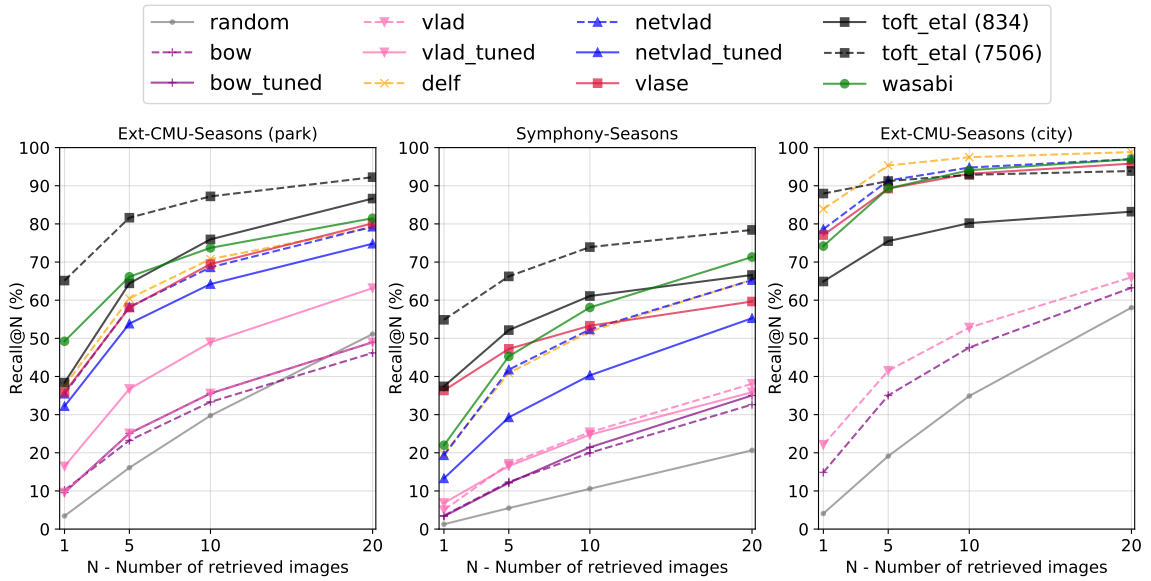 random vlad netvlad toft_etal (834)
bow vlad_tuned netvlad_tuned toft_etal (7506)
bow_tuned delf vlase wasabi
Ext-CMU-Seasons (park)
Recall@N (%)
100
90
80
70
60
50
40
30
20
10
0
1 5 10 20
N - Number of retrieved images
Symphony-Seasons
Recall@N (%)
100
90
80
70
60
50
40
30
20
10
0
1 5 10 20
N - Number of retrieved images
Ext-CMU-Seasons (city)
Recall@N (%)
100
90
80
70
60
50
40
30
20
10
0
1 5 10 20
N - Number of retrieved images